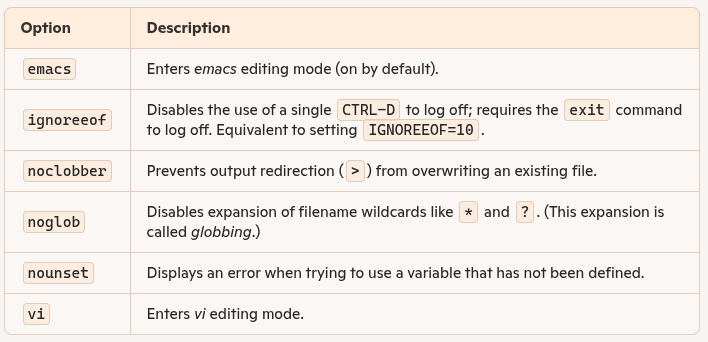 Option Description
emacs Enters emacs editing mode (on by default).
ignoreeof Disables the use of a single CTRL-D to log off; requires the exit command
to log off. Equivalent to setting IGNOREEOF=10.
noclobber Prevents output redirection (>) from overwriting an existing file.
noglob Disables expansion of filename wildcards like * and ?. (This expansion is
called globbing.)
nounset Displays an error when trying to use a variable that has not been defined.
vi Enters vi editing mode.